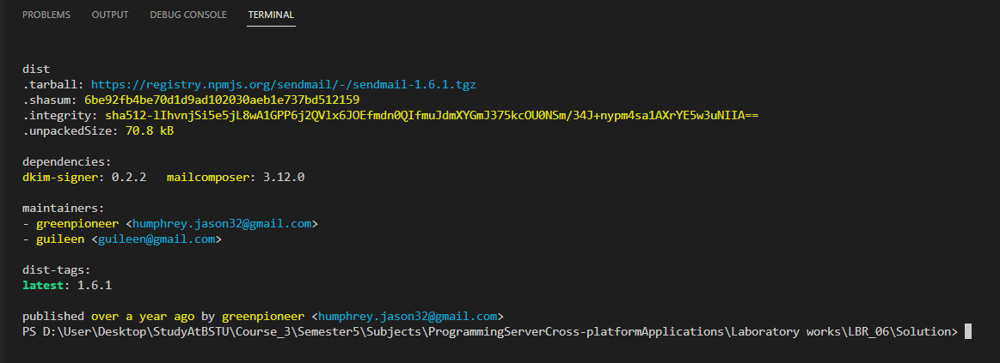 PROBLEMS OUTPUT DEBUG CONSOLE TERMINAL
dist
.tarball: https://registry.npmjs.org/sendmail/-/sendmail-1.6.1.tgz
.shasum: 6be92fb4be70d1d9ad102030aeb1e737bd512159
.integrity: sha512-lIhvnjSi5e5jL8wA1GPP6j2QVlx6JOEfmdn0QIfmuJdmXYGmJ375kcOU0NSm/34J+nypm4sa1AXrYE5w3uNIIA==
.unpackedSize: 70.8 kB
dependencies:
dkim-signer: 0.2.2 mailcomposer: 3.12.0
maintainers:
- greenpioneer <humphrey.jason32@gmail.com>
- guileen <guileen@gmail.com>
dist-tags:
latest: 1.6.1
published over a year ago by greenpioneer <humphrey.jason32@gmail.com>
PS D:\User\Desktop\StudyAtBSTU\Course_3\Semester5\Subjects\ProgrammingServerCross-platformApplications\Laboratory works\LBR_06\Solution>